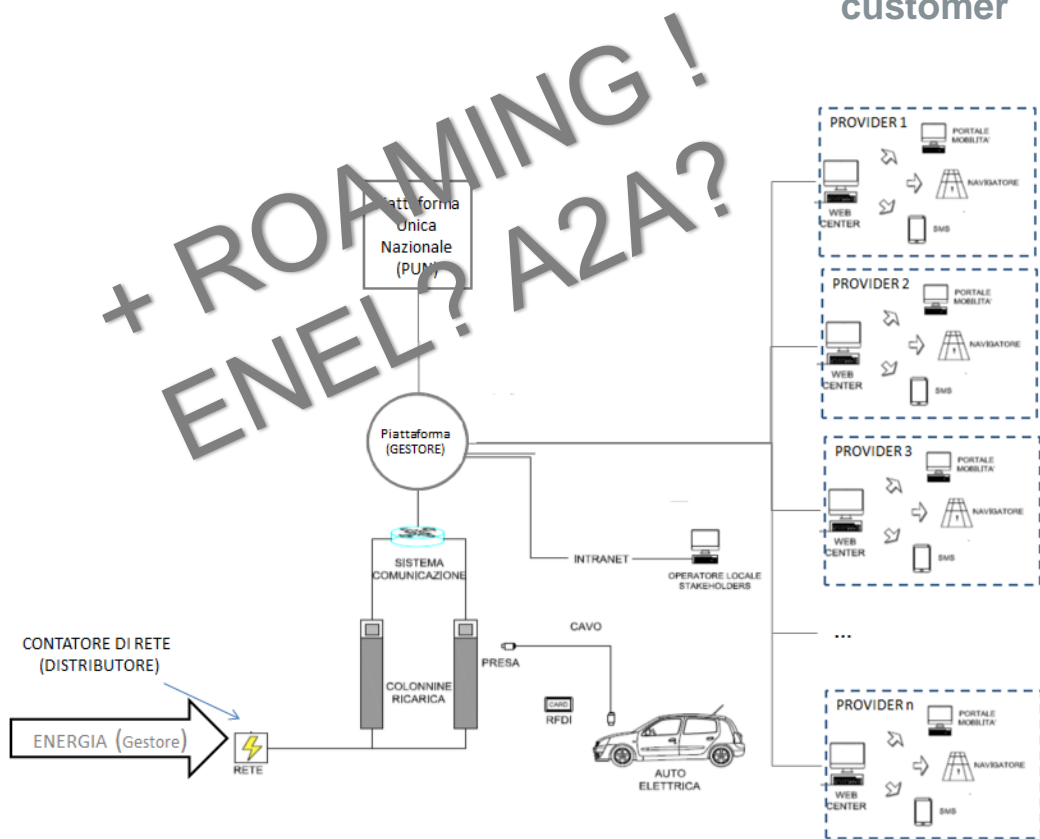 customer
+ ROAMING !
ENEL? A2A?
Piattaforma
Unica
Nazionale
(PUN)
Piattaforma
(GESTORE)
SISTEMA
COMUNICAZIONE
INTRANET
OPERATORE LOCALE
STAKEHOLDERS
CAVO
PRESA
COLONNINE
RICARICA
CARD
RFDI
AUTO
ELETTRICA
CONTATORE DI RETE
(DISTRIBUTORE)
ENERGIA (Gestore)
RETE
PROVIDER 1
PORTALE
MOBILITA'
NAVIGATORE
WEB
CENTER
SMS
PROVIDER 2
PORTALE
MOBILITA'
NAVIGATORE
WEB
CENTER
SMS
PROVIDER 3
PORTALE
MOBILITA'
NAVIGATORE
WEB
CENTER
SMS
...
PROVIDER n
PORTALE
MOBILITA'
NAVIGATORE
WEB
CENTER
SMS